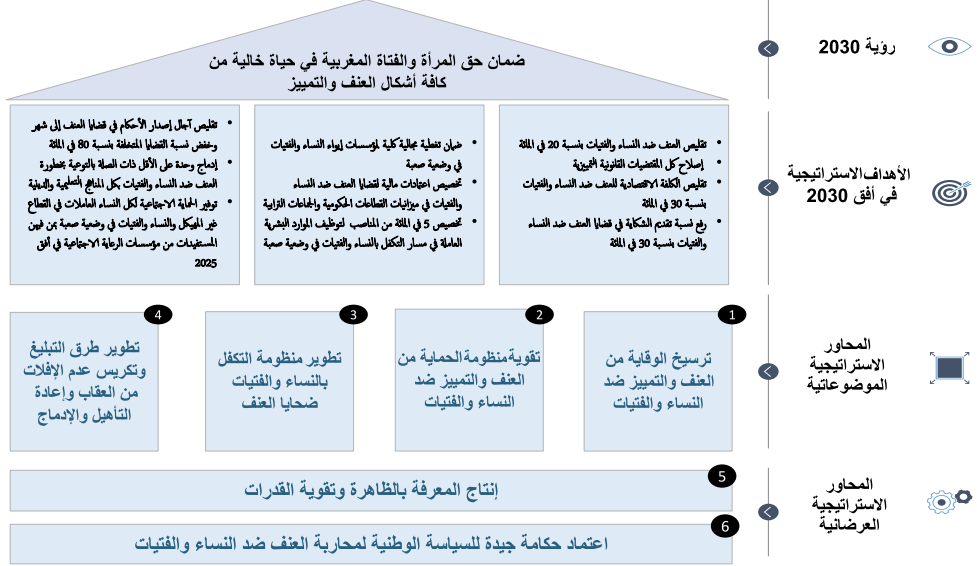 رؤية 2030
ضمان حق المرأة والفتاة المغربية في حياة خالية من
كافة أشكال العنف والتمييز
الأهداف الاستراتيجية
في أفق 2030
• تقليص العنف ضد النساء والفتيات بنسبة 20 في المائة
• إصلاح كل المقتضيات القانونية التمييزية
• تقليص الكلفة الاقتصادية للعنف ضد النساء والفتيات
بنسبة 30 في المائة
• رفع نسبة تقديم الشكاية في قضايا العنف ضد النساء
والفتيات بنسبة 30 في المائة
• ضمان تغطية مجالية كلية لمؤسسات إيواء النساء والفتيات
في وضعية صعبة
• تخصيص اعتمادات مالية لقضايا العنف ضد النساء
والفتيات في ميزانيات القطاعات الحكومية والجماعات الترابية
• تخصيص 5 في المائة من المناصب لتوظيف الموارد البشرية
العاملة في مسار التكفل بالنساء والفتيات في وضعية صعبة
• تقليص آجال إصدار الأحكام في قضايا العنف إلى شهر
وخفض نسبة القضايا المتخلفة بنسبة 80 في المائة
• إدماج وحدة على الأقل ذات الصلة بالتوعية بخطورة
العنف ضد النساء والفتيات بكل المناهج التعليمية والدينية
• توفير الحماية الاجتماعية لكل النساء العاملات في القطاع
غير المهيكل والنساء والفتيات في وضعية صعبة بمن فيهن
المستفيدات من مؤسسات الرعاية الاجتماعية في أفق
2025
المحاور
الاستراتيجية
الموضوعاتية
1
ترسيخ الوقاية من
العنف والتمييز ضد
النساء والفتيات
2
تقوية منظومة الحماية من
العنف والتمييز ضد
النساء والفتيات
3
تطوير منظومة التكفل
بالنساء والفتيات
ضحايا العنف
4
تطوير طرق التبليغ
وتكريس عدم الإفلات
من العقاب وإعادة
التأهيل والإدماج
المحاور
الاستراتيجية
العرضانية
5
إنتاج المعرفة بالظاهرة وتقوية القدرات
6
اعتماد حكامة جيدة للسياسة الوطنية لمحاربة العنف ضد النساء والفتيات